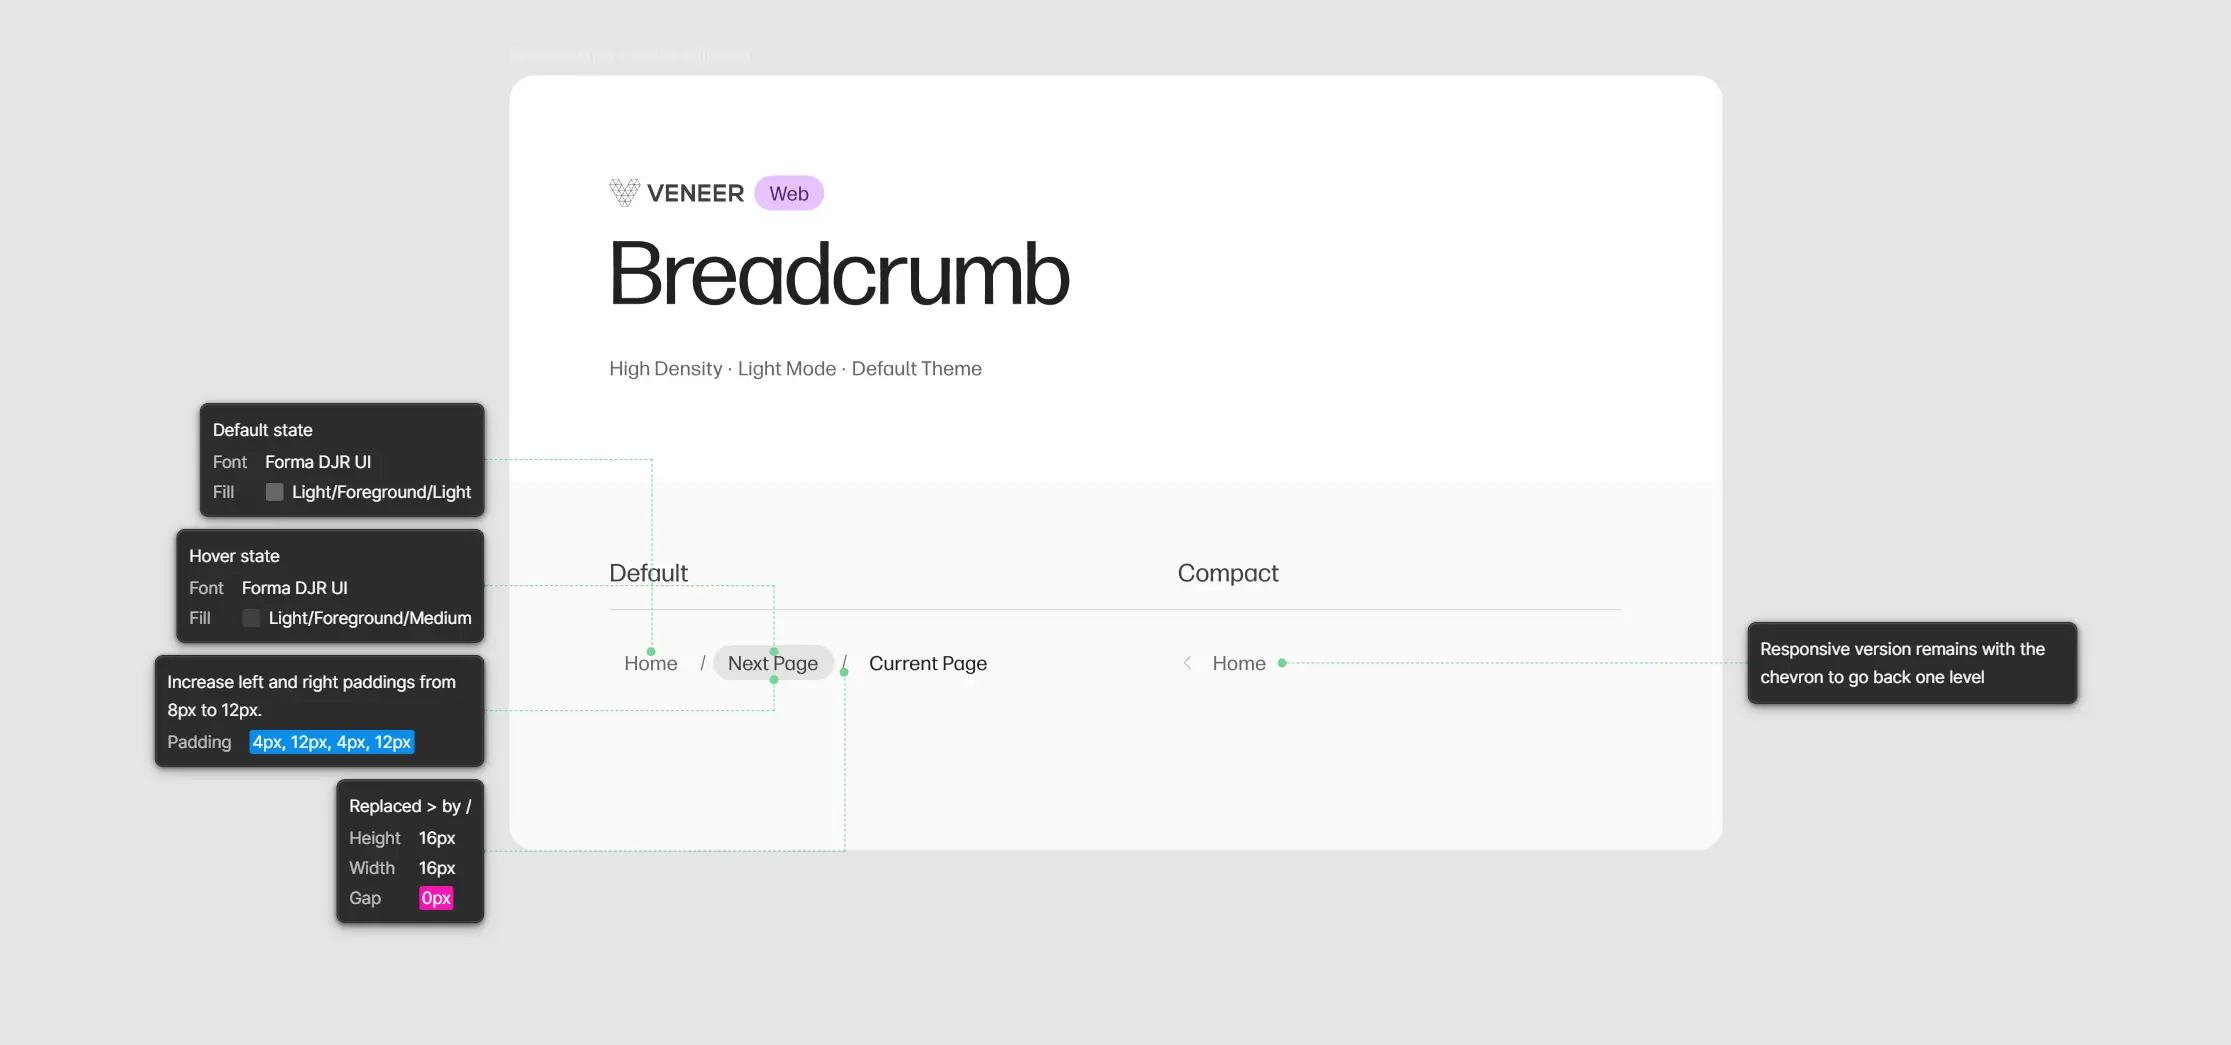 VENEER Web
Breadcrumb
High Density · Light Mode · Default Theme
Default state
Font Forma DJR UI
Fill Light/Foreground/Light
Hover state
Font Forma DJR UI
Fill Light/Foreground/Medium
Increase left and right paddings from
8px to 12px.
Padding 4px, 12px, 4px, 12px
Replaced > by /
Height 16px
Width 16px
Gap 0px
Default
Home / Next Page / Current Page
Compact
< Home
Responsive version remains with the
chevron to go back one level